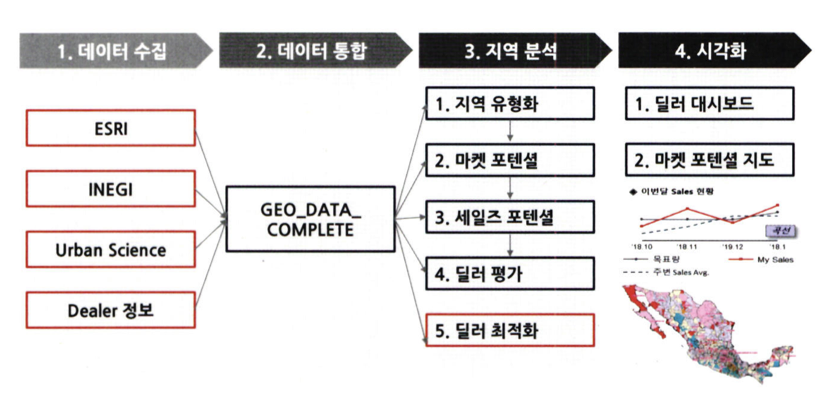 1. 데이터 수집
2. 데이터 통합
3. 지역 분석
4. 시각화
ESRI
INEGI
Urban Science
Dealer 정보
GEO_DATA_
COMPLETE
1. 지역 유형화
2. 마켓 포텐셜
3. 세일즈 포텐셜
4. 딜러 평가
5. 딜러 최적화
1. 딜러 대시보드
2. 마켓 포텐셜 지도
◆ 이번달 Sales 현황
곡선
'18.10 '18.11 '19.12 '18.1
목표량 My Sales
주변 Sales Avg.